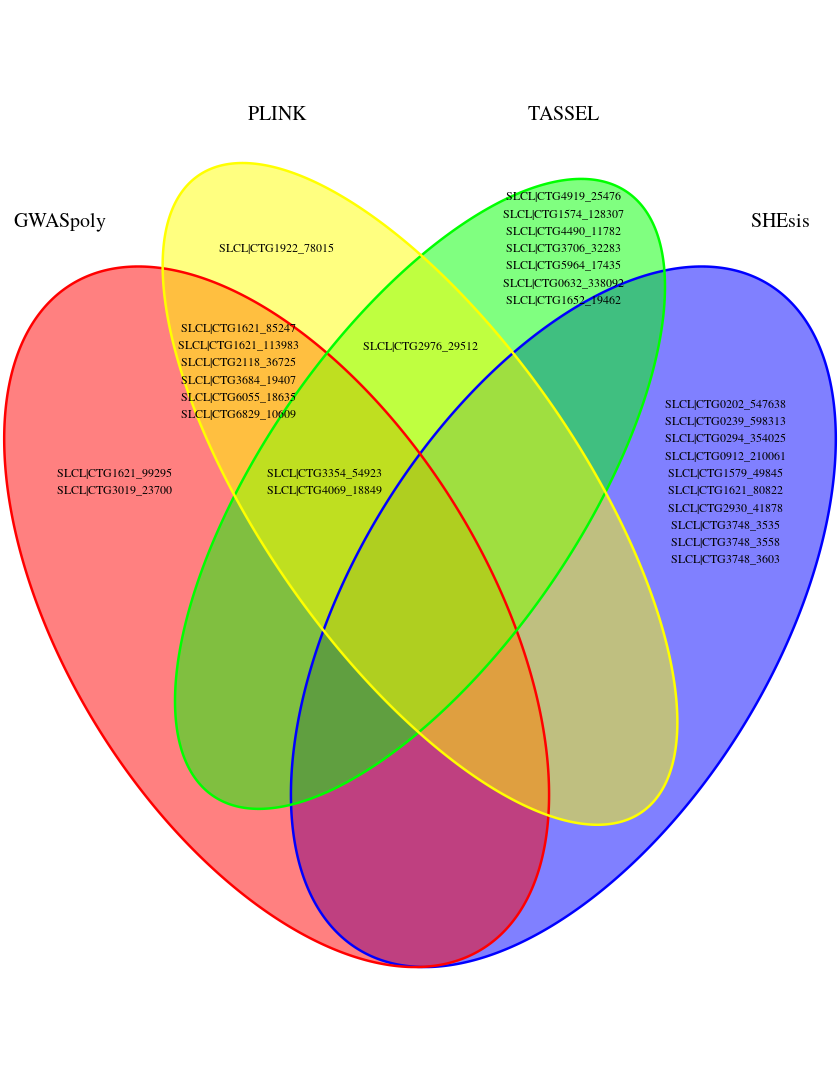 PLINK
TASSEL
GWASpoly
SHEsis
SLCL|CTG1922_78015
SLCL|CTG4919_25476
SLCL|CTG1574_128307
SLCL|CTG4490_11782
SLCL|CTG3706_32283
SLCL|CTG5964_17435
SLCL|CTG0632_338092
SLCL|CTG1652_19462
SLCL|CTG1621_85247
SLCL|CTG1621_113983
SLCL|CTG2118_36725
SLCL|CTG3684_19407
SLCL|CTG6055_18635
SLCL|CTG6829_10609
SLCL|CTG2976_29512
SLCL|CTG1621_99295
SLCL|CTG3019_23700
SLCL|CTG3354_54923
SLCL|CTG4069_18849
SLCL|CTG0202_547638
SLCL|CTG0239_598313
SLCL|CTG0294_354025
SLCL|CTG0912_210061
SLCL|CTG1579_49845
SLCL|CTG1621_80822
SLCL|CTG2930_41878
SLCL|CTG3748_3535
SLCL|CTG3748_3558
SLCL|CTG3748_3603